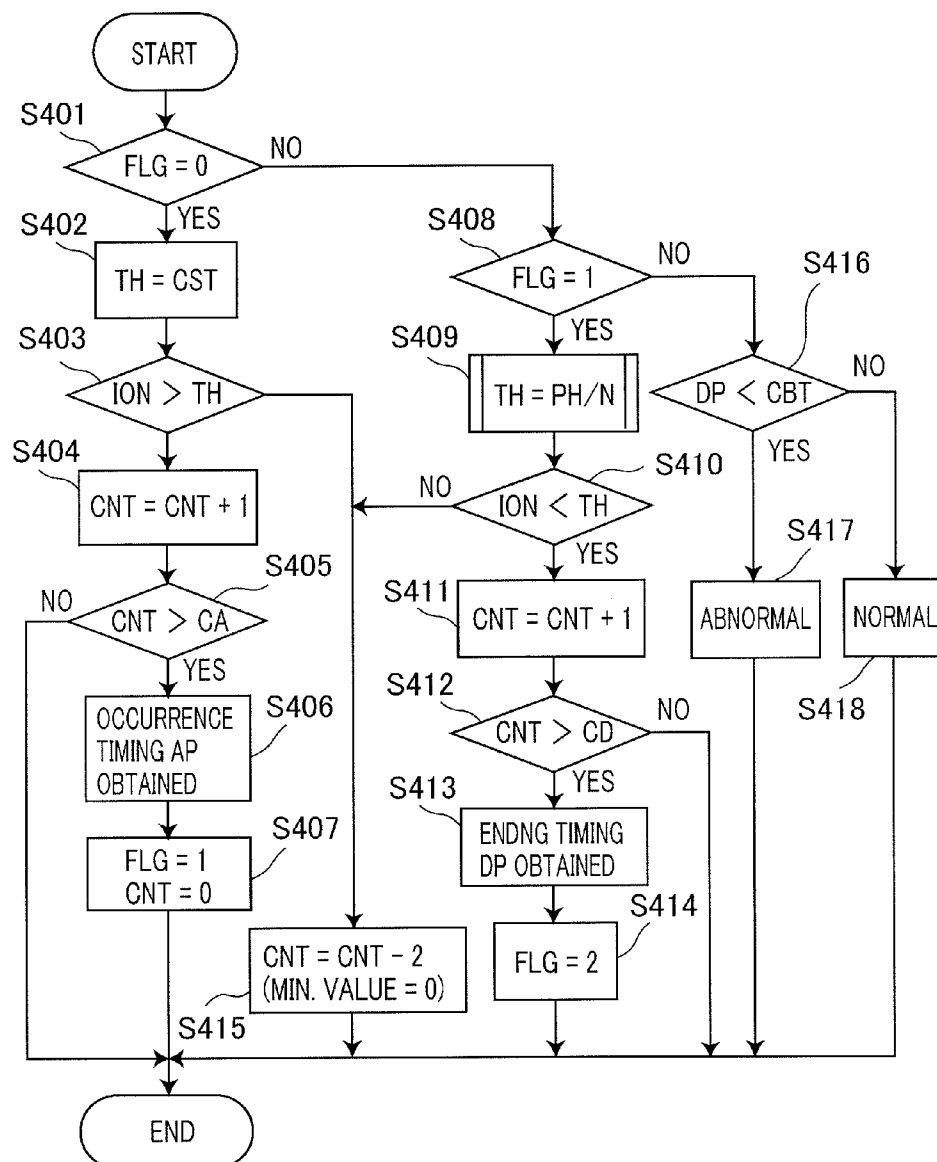 START
S401
FLG = 0
NO
YES
S402
TH = CST
S403
ION > TH
S404
CNT = CNT + 1
S405
NO
CNT > CA
YES
S406
OCCURRENCE
TIMING AP
OBTAINED
S407
FLG = 1
CNT = 0
S408
FLG = 1
NO
YES
S409
TH = PH/N
S410
NO
ION < TH
YES
S411
CNT = CNT + 1
S412
NO
CNT > CD
YES
S413
ENDNG TIMING
DP OBTAINED
S414
FLG = 2
CNT = CNT - 2
(MIN. VALUE = 0)
S415
S416
NO
DP < CBT
YES
S417
ABNORMAL
NORMAL
S418
END